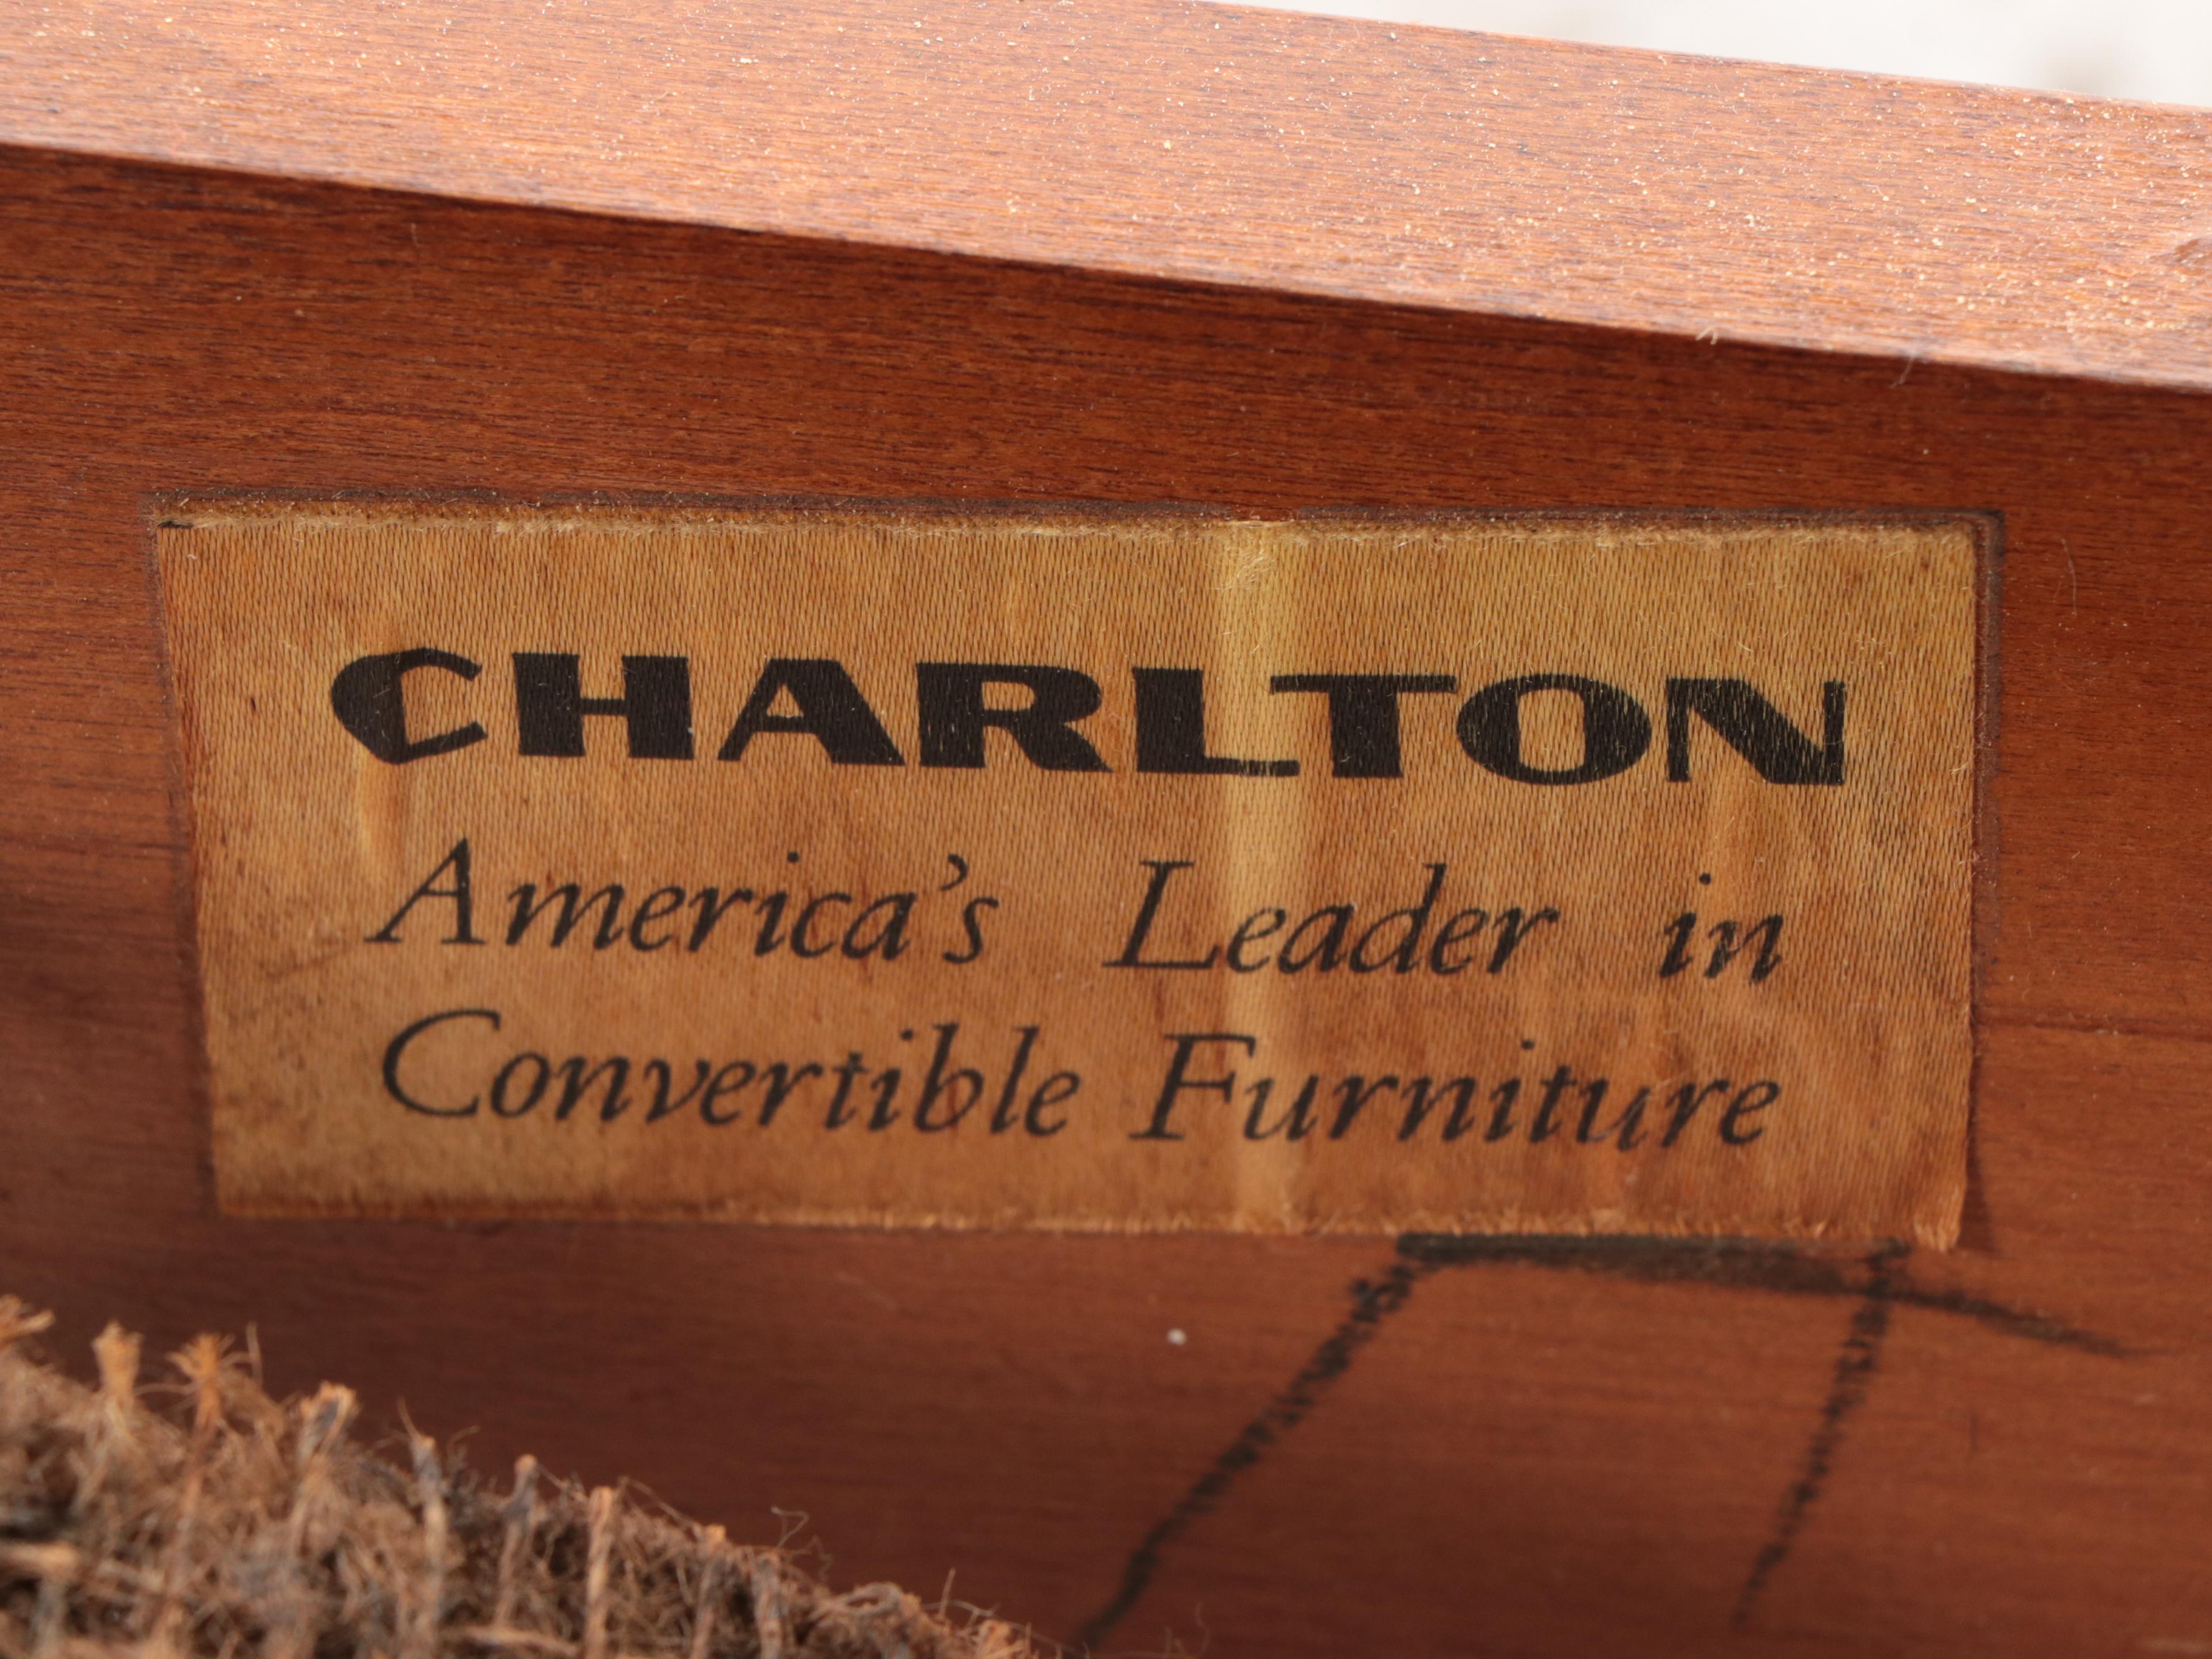 CHARLTON
America's Leader in
Convertible Furniture